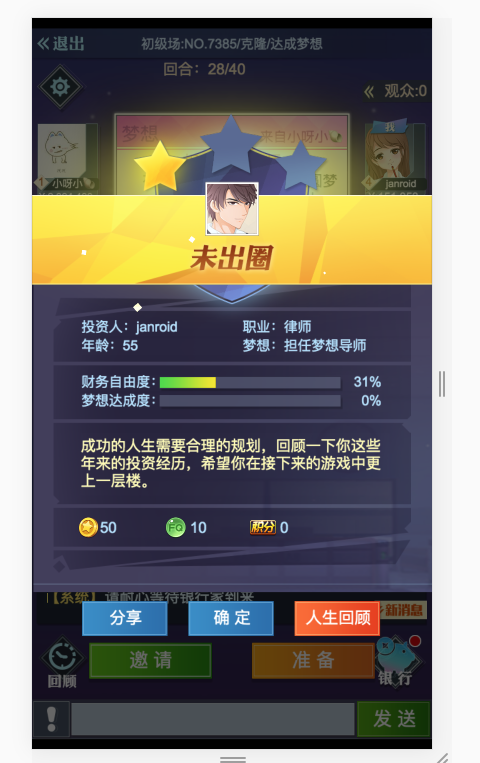 《退出
初级场:NO.7385/克隆/达成梦想
回合：28/40
《 观众:0
梦想
来自小呀小
我
小呀小
janroid
未出圈
投资人：janroid
职业：律师
年龄：55
梦想：担任梦想导师
财务自由度：
31%
梦想达成度：
0%
成功的人生需要合理的规划，回顾一下你这些
年来的投资经历，希望你在接下来的游戏中更
上一层楼。
50
FQ 10
积分 0
【系统】请耐心等待银行家到来
新消息
分享
确 定
人生回顾
回顾
邀 请
准 备
银行
发 送